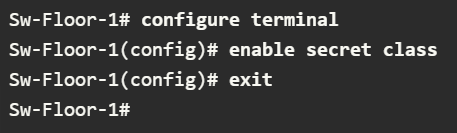 Sw-Floor-1# configure terminal
Sw-Floor-1(config)# enable secret class
Sw-Floor-1(config)# exit
Sw-Floor-1#